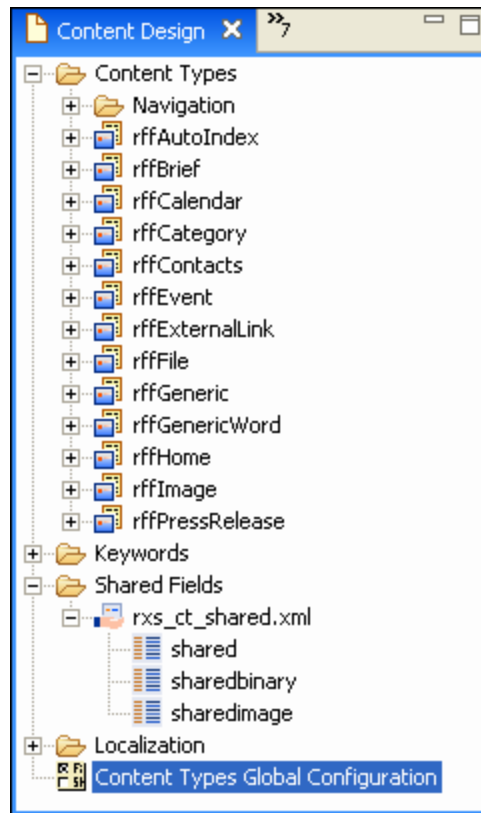 Content Design
»7
Content Types
Navigation
rffAutoIndex
rffBrief
rffCalendar
rffCategory
rffContacts
rffEvent
rffExternalLink
rffFile
rffGeneric
rffGenericWord
rffHome
rffImage
rffPressRelease
Keywords
Shared Fields
rxs_ct_shared.xml
shared
sharedbinary
sharedimage
Localization
Content Types Global Configuration